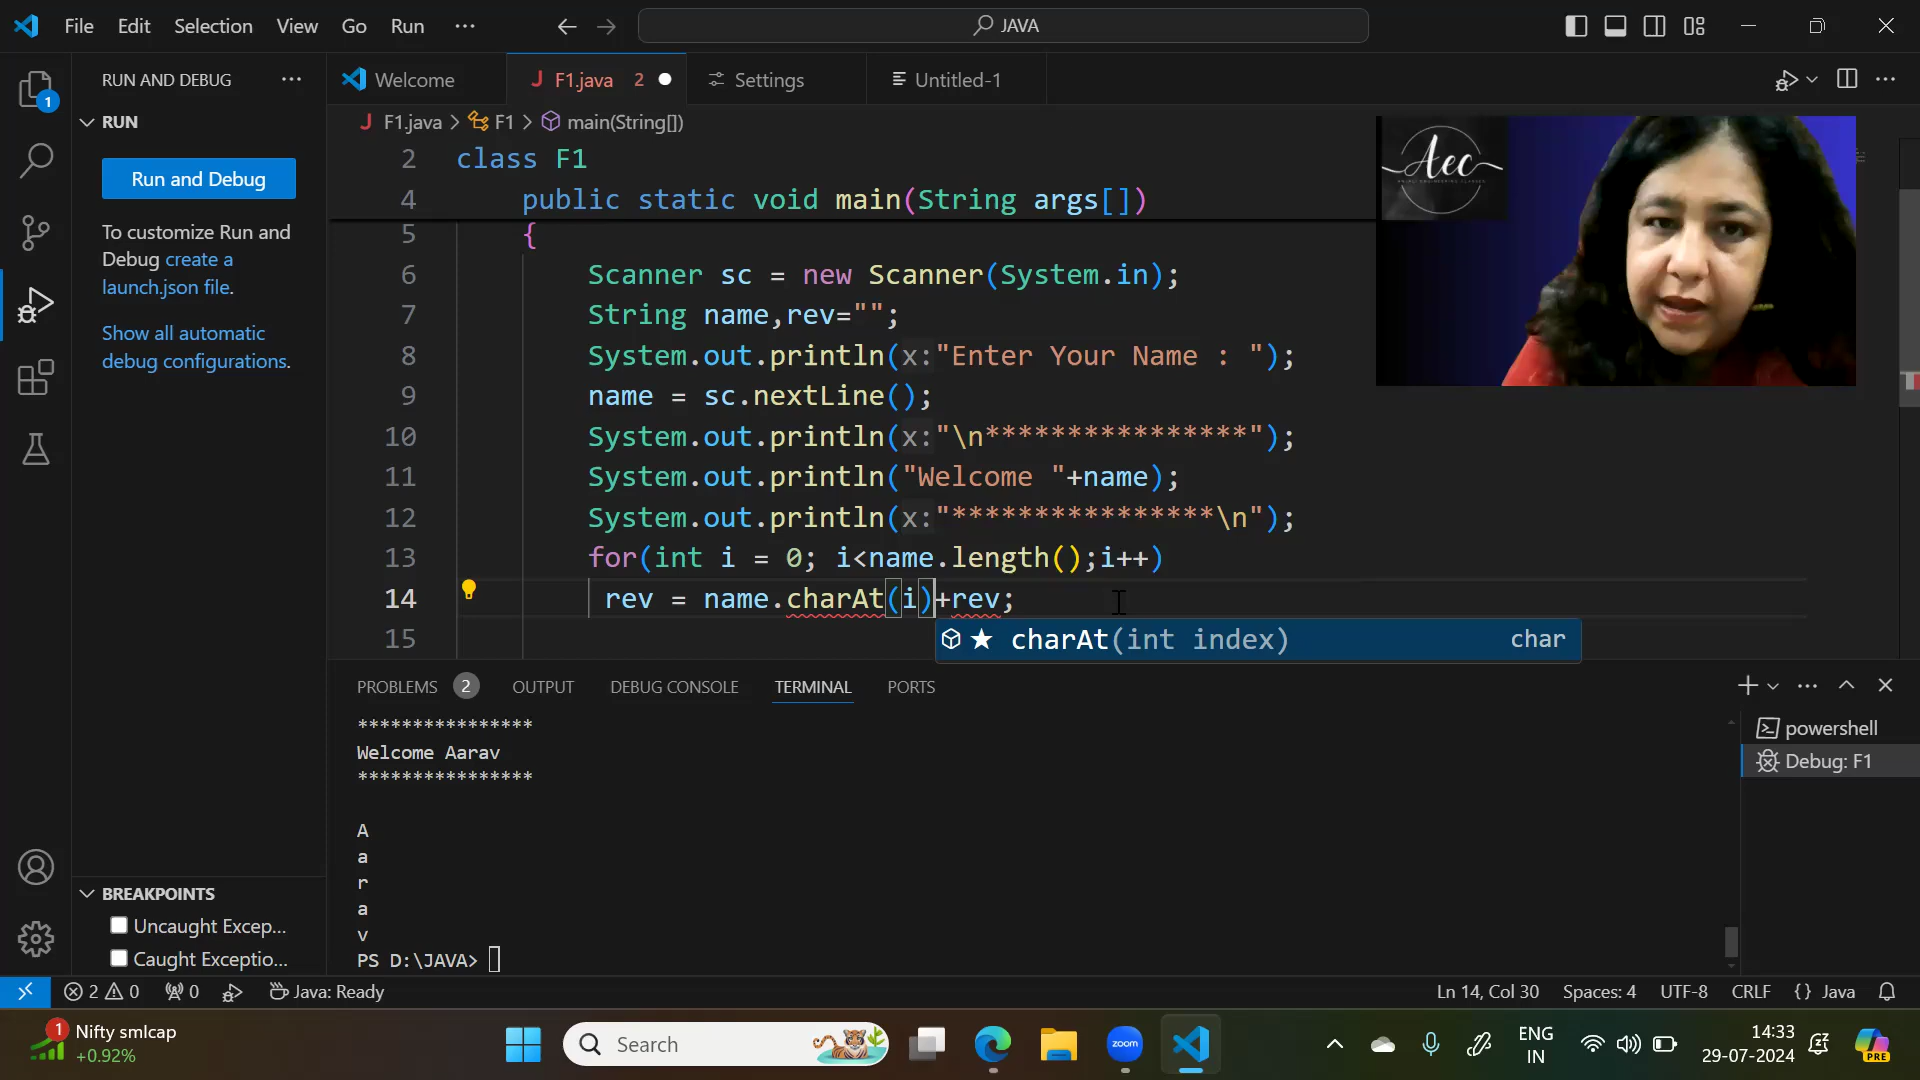 File Edit Selection View Go Run ···
JAVA
RUN AND DEBUG ···
Welcome
J F1.java 2
Settings
Untitled-1
RUN
J F1.java > F1 > main(String[])
Run and Debug
To customize Run and
Debug create a
launch.json file.
Show all automatic
debug configurations.
2 class F1
4 public static void main(String args[])
5 {
6 Scanner sc = new Scanner(System.in);
7 String name,rev="";
8 System.out.println(x:"Enter Your Name : ");
9 name = sc.nextLine();
10 System.out.println(x:"\n****************");
11 System.out.println("Welcome "+name);
12 System.out.println(x:"****************\n");
13 for(int i = 0; i<name.length();i++)
14 rev = name.charAt(i)+rev;
15
charAt(int index) char
Aec
PROBLEMS 2 OUTPUT DEBUG CONSOLE TERMINAL PORTS
****************
Welcome Aarav
****************
A
a
r
a
v
PS D:\JAVA>
powershell
Debug: F1
BREAKPOINTS
Uncaught Excep...
Caught Exceptio...
1
2 0 0 Java: Ready
Ln 14, Col 30 Spaces: 4 UTF-8 CRLF {} Java
1 Nifty smlcap
+0.92%
Search
zoom
ENG
IN
14:33
29-07-2024
PRE